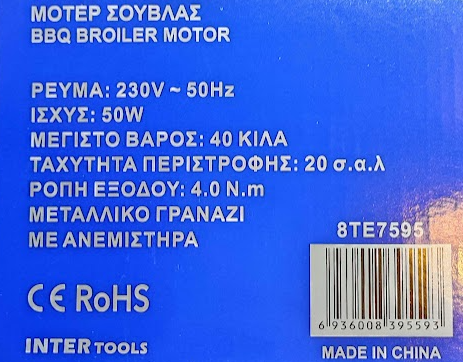 ΜΟΤΕΡ ΣΟΥΒΛΑΣ
BBQ BROILER MOTOR
ΡΕΥΜΑ: 230V ~ 50Hz
ΙΣΧΥΣ: 50W
ΜΕΓΙΣΤΟ ΒΑΡΟΣ: 40 ΚΙΛΑ
ΤΑΧΥΤΗΤΑ ΠΕΡΙΣΤΡΟΦΗΣ: 20 σ.α.λ
ΡΟΠΗ ΕΞΟΔΟΥ: 4.0 N.m
ΜΕΤΑΛΛΙΚΟ ΓΡΑΝΑΖΙ
ΜΕ ΑΝΕΜΙΣΤΗΡΑ
8TE7595
CE RoHS
6 936008 395593
INTER TOOLS
MADE IN CHINA